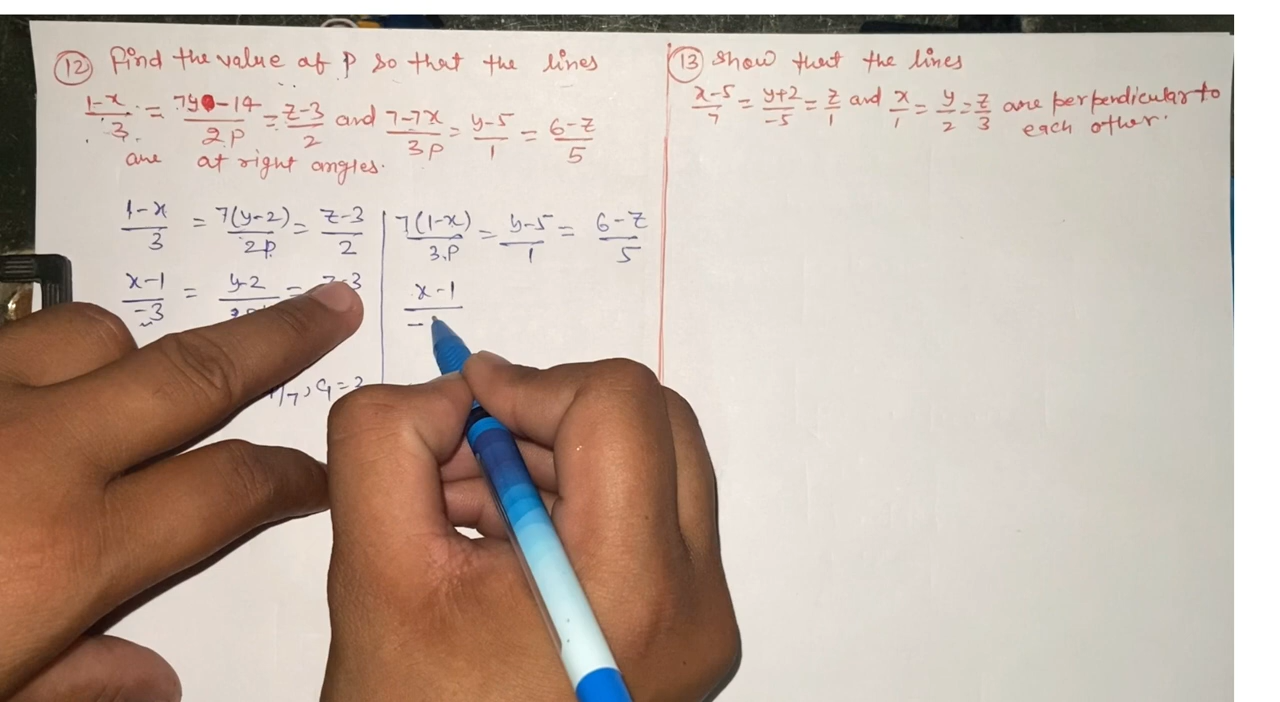 (12) Find the value of P so that the lines
1-x/3 = 7y-14/2P = z-3/2 and 7-7x/3P = y-5/1 = 6-z/5
are at right angles.
1-x/3 = 7(y-2)/2P = z-3/2
x-1/-3 = y-2/ =
/7, C1=2
7(1-x)/3P = y-5/1 = 6-z/5
x-1/-
(13) Show that the lines
x-5/7 = y+2/-5 = z/1 and x/1 = y/2 = z/3 are perpendicular to
each other.